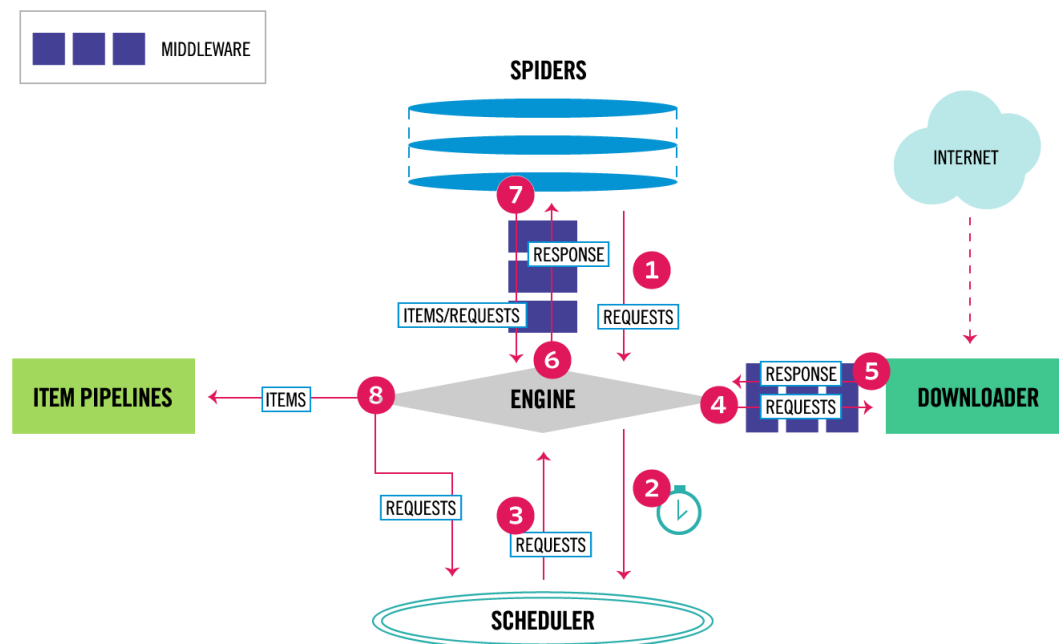 MIDDLEWARE
SPIDERS
INTERNET
7
RESPONSE
1
ITEMS/REQUESTS
REQUESTS
6
ITEM PIPELINES
ITEMS
8
ENGINE
4
RESPONSE
5
REQUESTS
DOWNLOADER
REQUESTS
3
REQUESTS
2
SCHEDULER